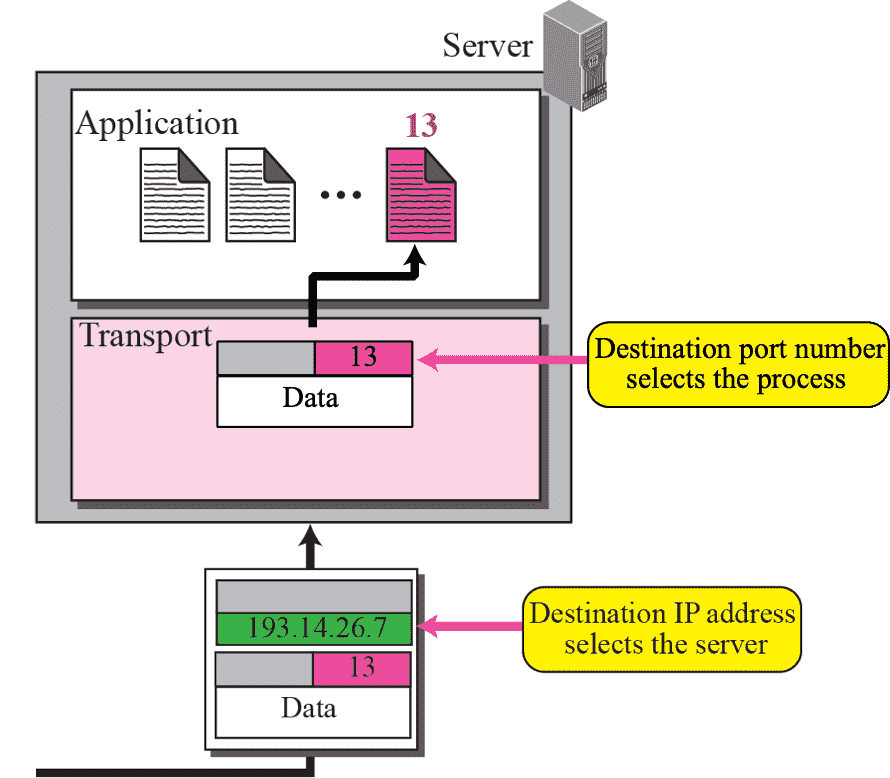 Server
Application
13
...
Transport
13
Data
Destination port number
selects the process
193.14.26.7
13
Data
Destination IP address
selects the server